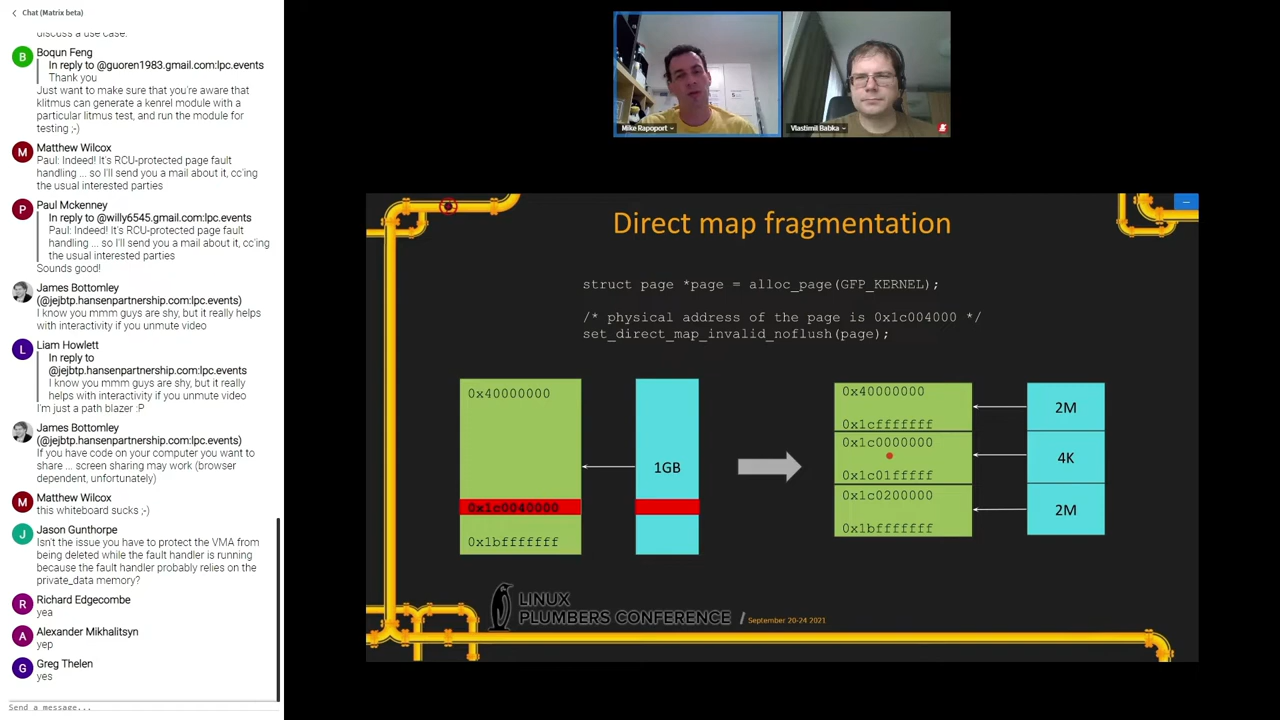 Chat (Matrix beta)
discuss a use case.
B
Boqun Feng
In reply to @guoren1983.gmail.com:lpc.events
Thank you
Just want to make sure that you're aware that
klitmus can generate a kenrel module with a
particular litmus test, and run the module for
testing ;-)
M
Matthew Wilcox
Paul: Indeed! It's RCU-protected page fault
handling ... so I'll send you a mail about it, cc'ing
the usual interested parties
P
Paul Mckenney
In reply to @willy6545.gmail.com:lpc.events
Paul: Indeed! It's RCU-protected page fault
handling ... so I'll send you a mail about it, cc'ing
the usual interested parties
Sounds good!
James Bottomley
(@jejbtp.hansenpartnership.com:lpc.events)
I know you mmm guys are shy, but it really helps
with interactivity if you unmute video
L
Liam Howlett
In reply to
@jejbtp.hansenpartnership.com:lpc.events
I know you mmm guys are shy, but it really
helps with interactivity if you unmute video
I'm just a path blazer :P
James Bottomley
(@jejbtp.hansenpartnership.com:lpc.events)
If you have code on your computer you want to
share ... screen sharing may work (browser
dependent, unfortunately)
M
Matthew Wilcox
this whiteboard sucks ;-)
J
Jason Gunthorpe
Isn't the issue you have to protect the VMA from
being deleted while the fault handler is running
because the fault handler probably relies on the
private_data memory?
R
Richard Edgecombe
yea
A
Alexander Mikhalitsyn
yep
G
Greg Thelen
yes
Send a message...
Mike Rapoport
Vlastimil Babka
Direct map fragmentation
struct page *page = alloc_page(GFP_KERNEL);
/* physical address of the page is 0x1c004000 */
set_direct_map_invalid_noflush(page);
0x40000000
0x1c0040000
0x1bfffffff
1GB
0x40000000
0x1cfffffff
0x1c0000000
0x1c01fffff
0x1c0200000
0x1bfffffff
2M
4K
2M
LINUX
PLUMBERS CONFERENCE / September 20-24 2021